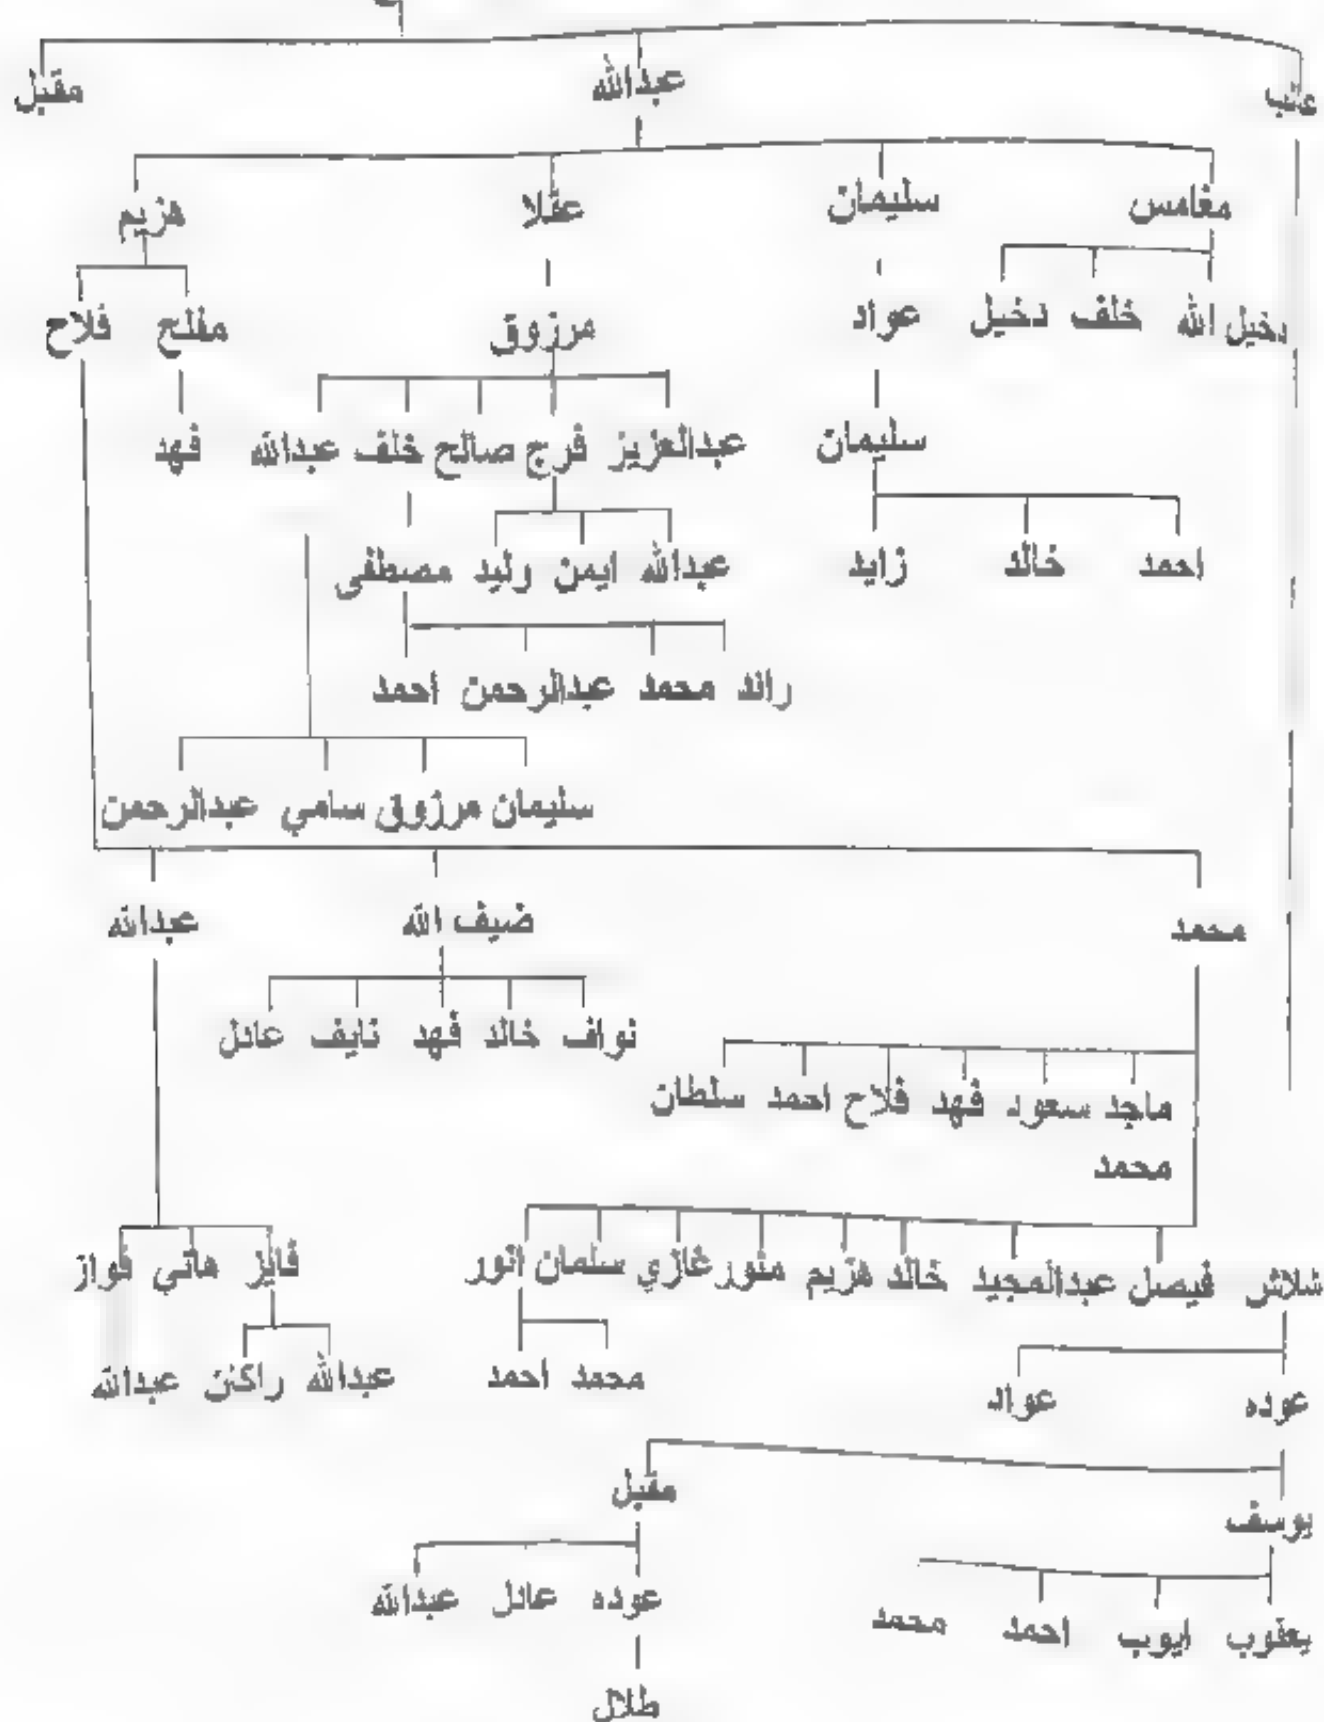 عبدالله مقبل
مغامس سليمان عقلا هزيم
دخيل الله خلف دخيل عواد مرزوق مفلح فلاح
سليمان عبدالعزيز فرج صالح خلف عبدالله فهد
احمد خالد زايد عبدالله ايمن وليد مصطفى
رائد محمد عبدالرحمن احمد
سليمان مرزوق سامي عبدالرحمن
محمد ضيف الله عبدالله
نواف خالد فهد نايف عادل
ماجد سعود فهد فلاح احمد سلطان
محمد
شلاش فيصل عبدالمجيد خالد هزيم منور غازي سلمان انور فايز هاني فواز
محمد احمد عبدالله راكان عبدالله
عوده عواد
مقبل
يوسف
عوده عادل عبدالله
يعقوب ايوب احمد محمد
طلال